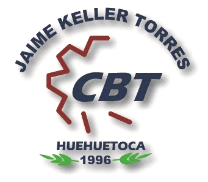 JAIME KELLER TORRES
CBT
HUEHUETOCA
1996